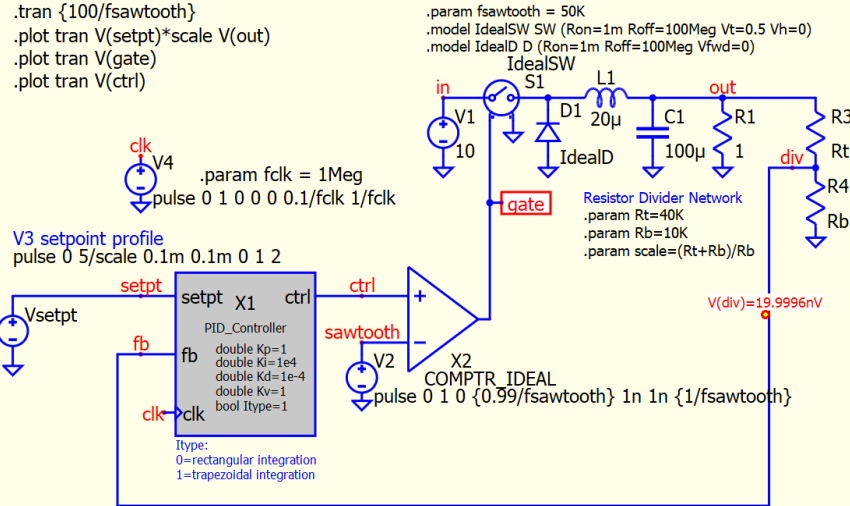 .tran {100/fsawtooth}
.plot tran V(setpt)*scale V(out)
.plot tran V(gate)
.plot tran V(ctrl)
.param fsawtooth = 50K
.model IdealSW SW (Ron=1m Roff=100Meg Vt=0.5 Vh=0)
.model IdealD D (Ron=1m Roff=100Meg Vfwd=0)
IdealSW
in
S1
L1
out
V1
10
D1
20µ
C1
R1
R3
IdealD
100µ
1
div
Rt
R4
Rb
clk
V4
.param fclk = 1Meg
pulse 0 1 0 0 0 0.1/fclk 1/fclk
gate
Resistor Divider Network
.param Rt=40K
.param Rb=10K
.param scale=(Rt+Rb)/Rb
V3 setpoint profile
pulse 0 5/scale 0.1m 0.1m 0 1 2
setpt
Vsetpt
setpt X1 ctrl
PID_Controller
double Kp=1
double Ki=1e4
double Kd=1e-4
double Kv=1
bool Itype=1
fb
fb
clk
clk
ctrl
sawtooth
V2
X2
COMPTR_IDEAL
pulse 0 1 0 {0.99/fsawtooth} 1n 1n {1/fsawtooth}
V(div)=19.9996nV
Itype:
0=rectangular integration
1=trapezoidal integration